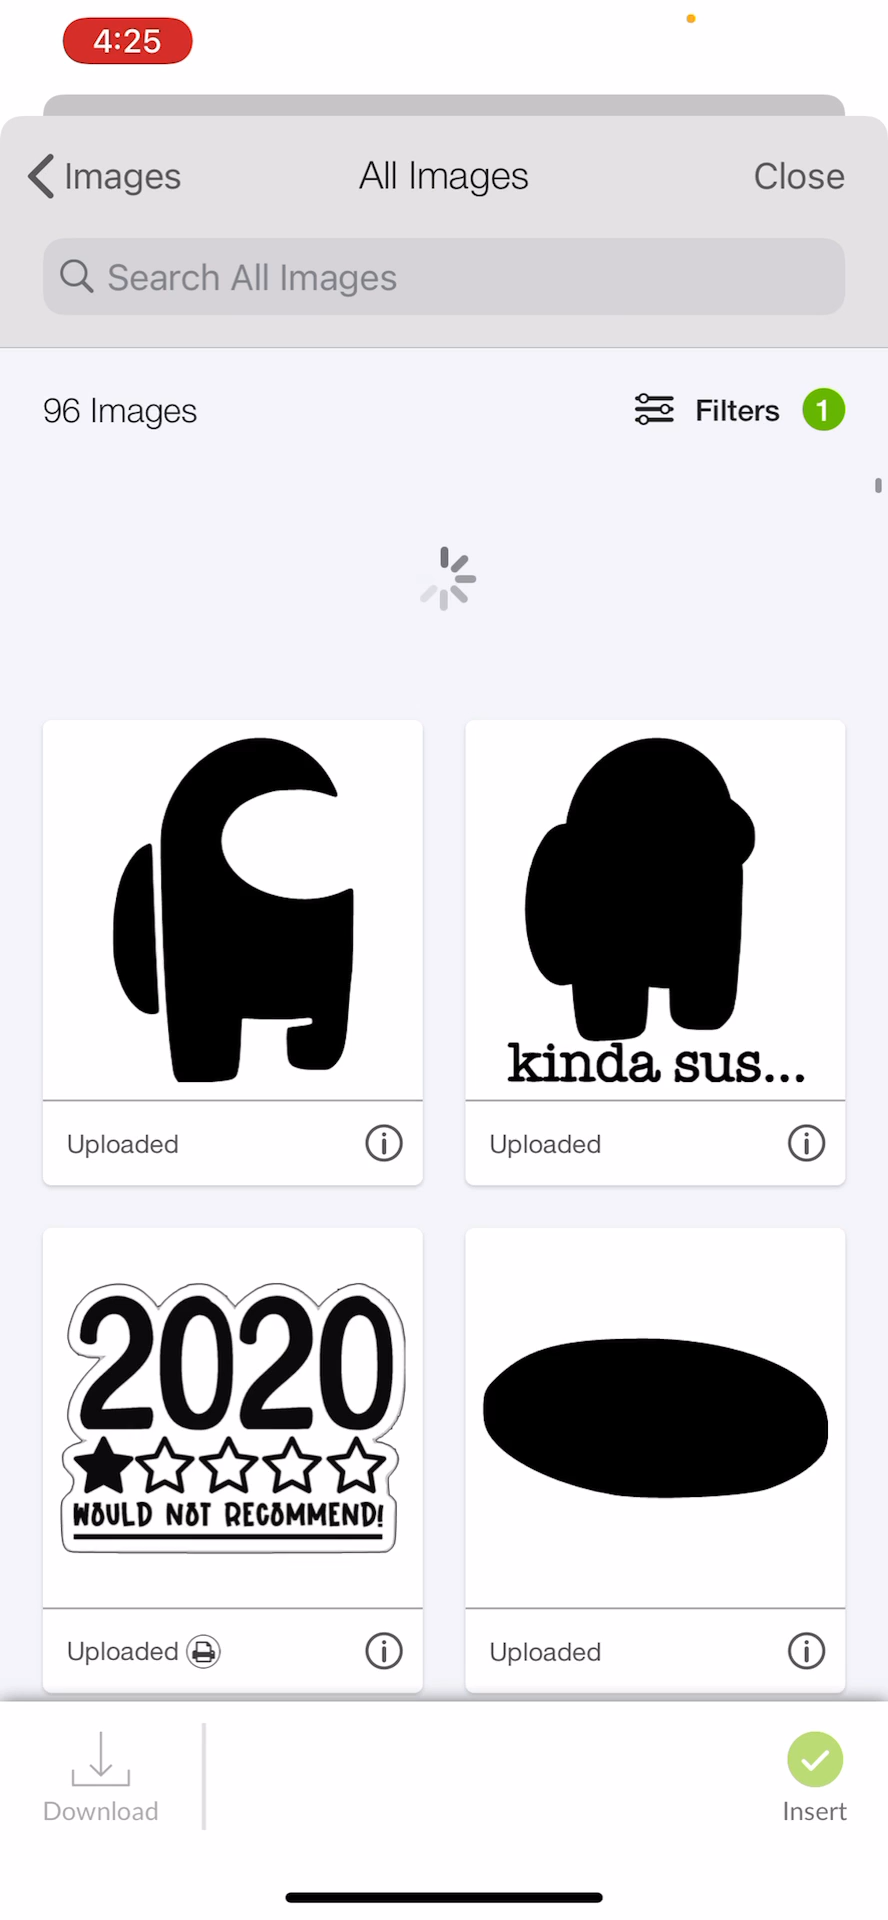 4:25
Images
All Images
Close
Search All Images
96 Images
Filters
1
kinda sus...
Uploaded
Uploaded
2020
WOULD NOT RECOMMEND!
Uploaded
Uploaded
Download
Insert